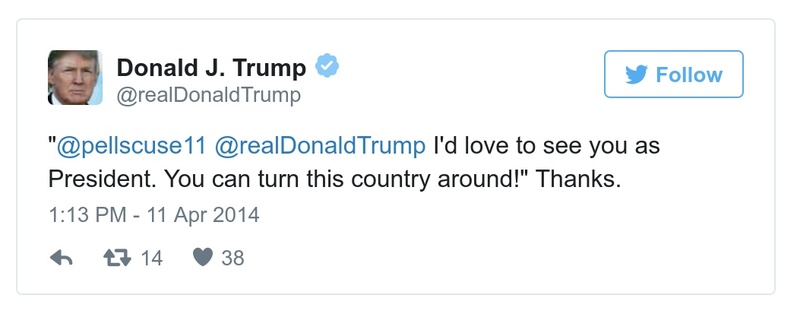 Donald J. Trump
@realDonaldTrump
Follow
"@pellscuse11 @realDonaldTrump I'd love to see you as
President. You can turn this country around!" Thanks.
1:13 PM - 11 Apr 2014
14 38